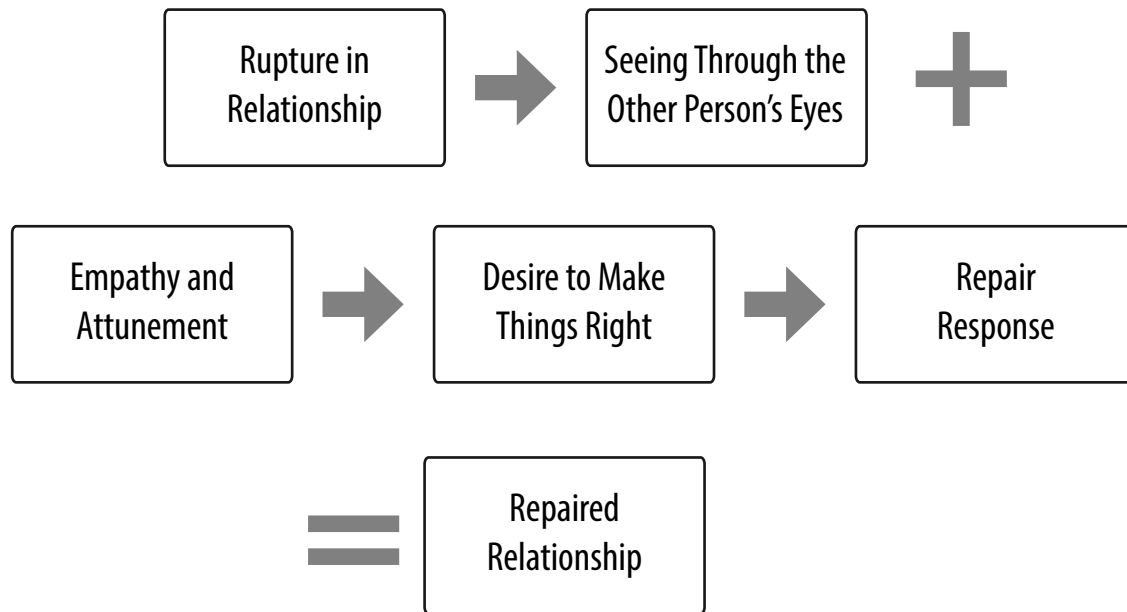 Rupture in
Relationship
Seeing Through the
Other Person’s Eyes
Empathy and
Attunement
Desire to Make
Things Right
Repair
Response
Repaired
Relationship